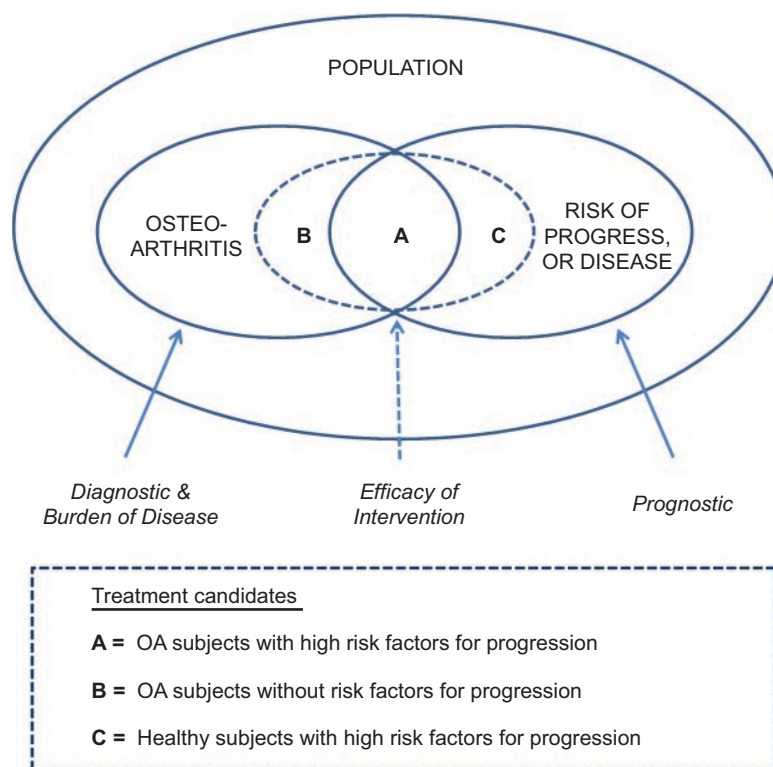 POPULATION
OSTEO-
ARTHRITIS
B
A
C
RISK OF
PROGRESS,
OR DISEASE
Diagnostic &
Burden of Disease
Efficacy of
Intervention
Prognostic
Treatment candidates
A = OA subjects with high risk factors for progression
B = OA subjects without risk factors for progression
C = Healthy subjects with high risk factors for progression